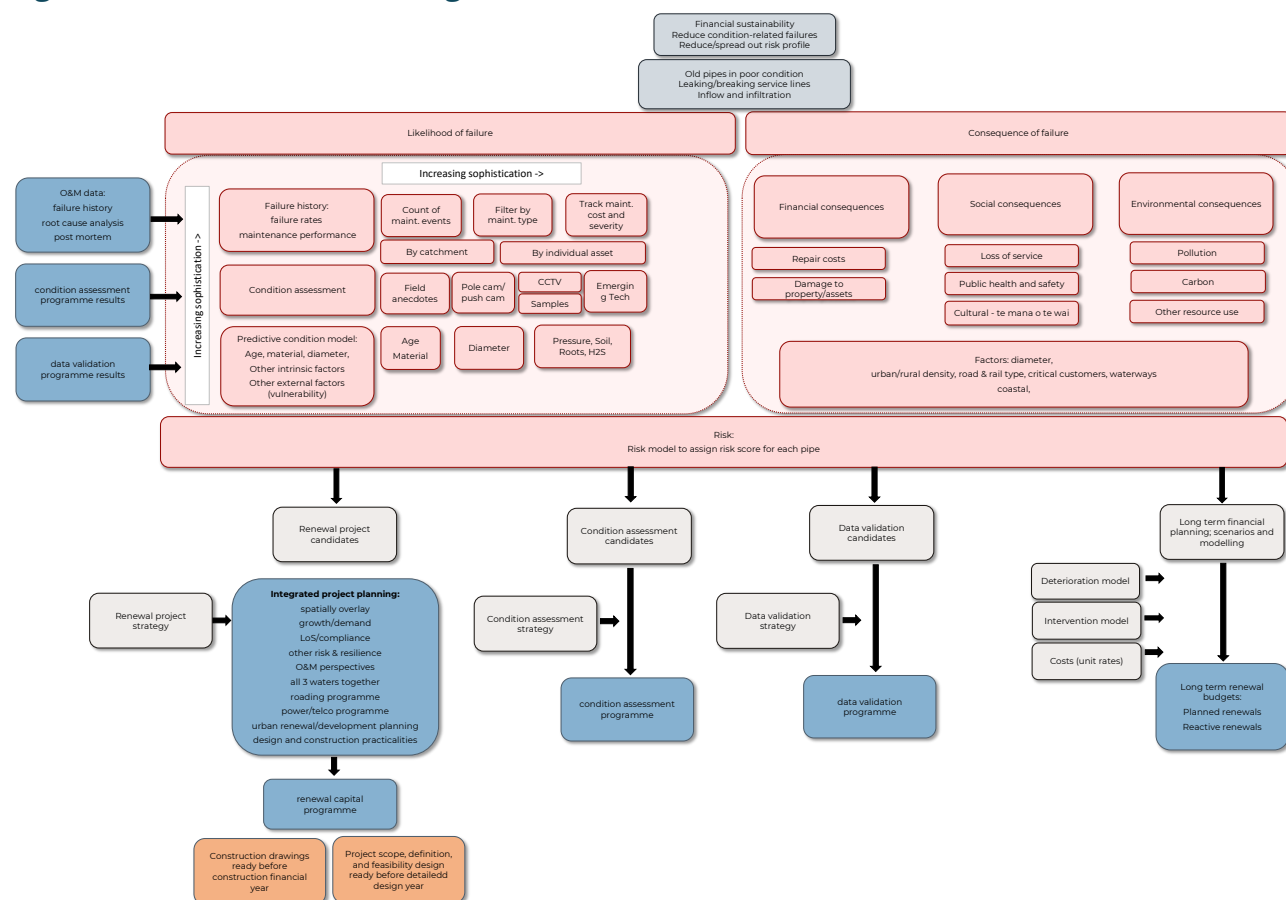 Financial sustainability
Reduce condition-related failures
Reduce/spread out risk profile
Old pipes in poor condition
Leaking/breaking service lines
Inflow and infiltration
Likelihood of failure
Consequence of failure
Increasing sophistication ->
Increasing sophistication ->
O&M data:
failure history
root cause analysis
post mortem
condition assessment
programme results
data validation
programme results
Failure history:
failure rates
maintenance performance
Count of
maint. events
Filter by
maint. type
Track maint.
cost and
severity
By catchment
By individual asset
Condition assessment
Field
anecdotes
Pole cam/
push cam
CCTV
Samples
Emergin
g Tech
Predictive condition model:
Age, material, diameter,
Other intrinsic factors
Other external factors
(vulnerability)
Age
Material
Diameter
Pressure, Soil,
Roots, H2S
Financial consequences
Social consequences
Environmental consequences
Repair costs
Damage to
property/assets
Loss of service
Public health and safety
Cultural - te mana o te wai
Pollution
Carbon
Other resource use
Factors: diameter,
urban/rural density, road & rail type, critical customers, waterways
coastal,
Risk:
Risk model to assign risk score for each pipe
Renewal project
candidates
Condition assessment
candidates
Data validation
candidates
Long term financial
planning; scenarios and
modelling
Renewal project
strategy
Integrated project planning:
spatially overlay
growth/demand
LoS/compliance
other risk & resilience
O&M perspectives
all 3 waters together
roading programme
power/telco programme
urban renewal/development planning
design and construction practicalities
Condition assessment
strategy
Data validation
strategy
Deterioration model
Intervention model
Costs (unit rates)
condition assessment
programme
data validation
programme
Long term renewal
budgets:
Planned renewals
Reactive renewals
renewal capital
programme
Construction drawings
ready before
construction financial
year
Project scope, definition,
and feasibility design
ready before detailedd
design year